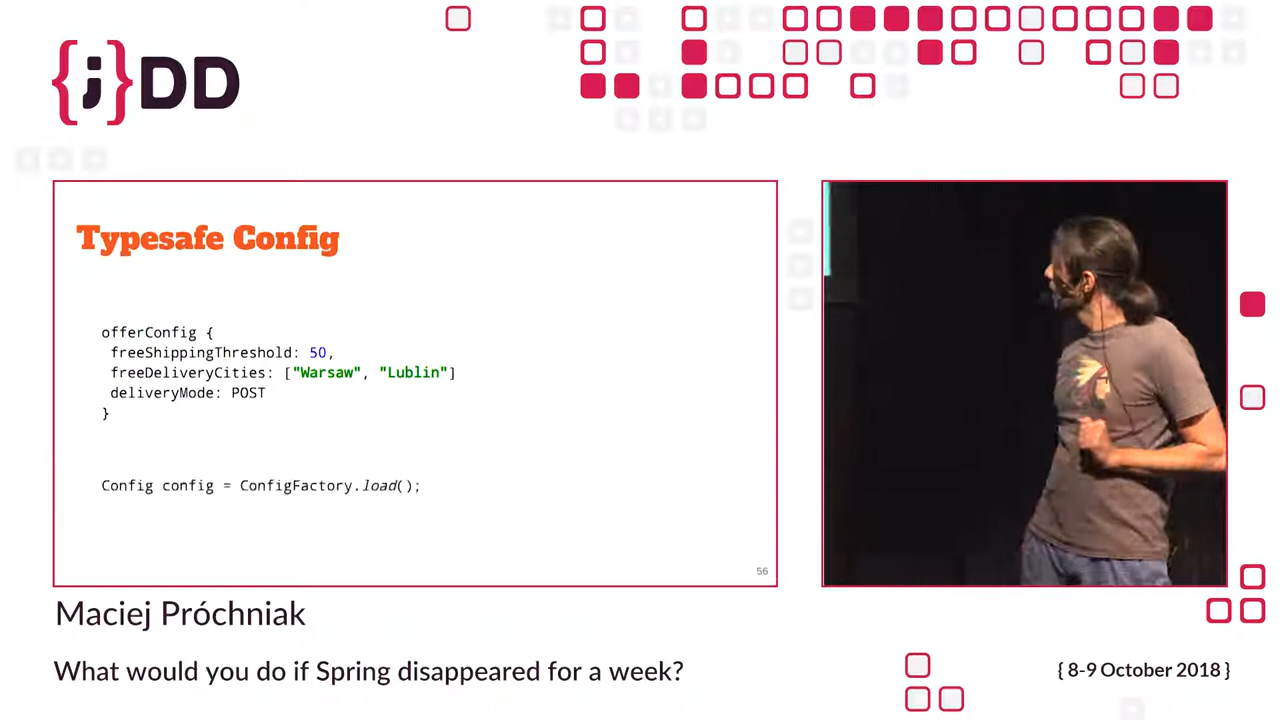 {j}DD
Typesafe Config
offerConfig {
freeShippingThreshold: 50,
freeDeliveryCities: ["Warsaw", "Lublin"]
deliveryMode: POST
}
Config config = ConfigFactory.load();
56
Maciej Próchniak
What would you do if Spring disappeared for a week?
{ 8-9 October 2018 }